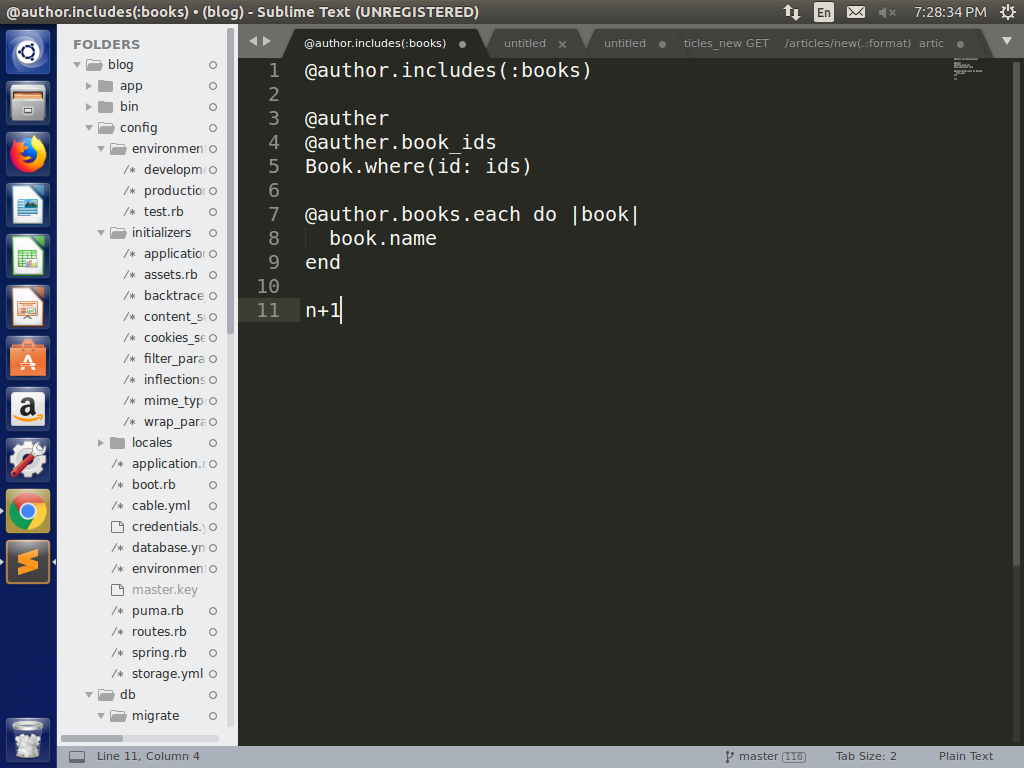 @author.includes(:books) • (blog) - Sublime Text (UNREGISTERED)
En
7:28:34 PM
FOLDERS
blog
app
bin
config
environmen
developm
productio
test.rb
initializers
applicatio
assets.rb
backtrace_
content_s
cookies_se
filter_para
inflections
mime_typ
wrap_para
locales
application.r
boot.rb
cable.yml
credentials.y
database.ym
environmen
master.key
puma.rb
routes.rb
spring.rb
storage.yml
db
migrate
@author.includes(:books)
untitled
untitled
ticles_new GET /articles/new(.:format) artic
1 @author.includes(:books)
2
3 @auther
4 @auther.book_ids
5 Book.where(id: ids)
6
7 @author.books.each do |book|
8 book.name
9 end
10
11 n+1
Line 11, Column 4
master 116
Tab Size: 2
Plain Text